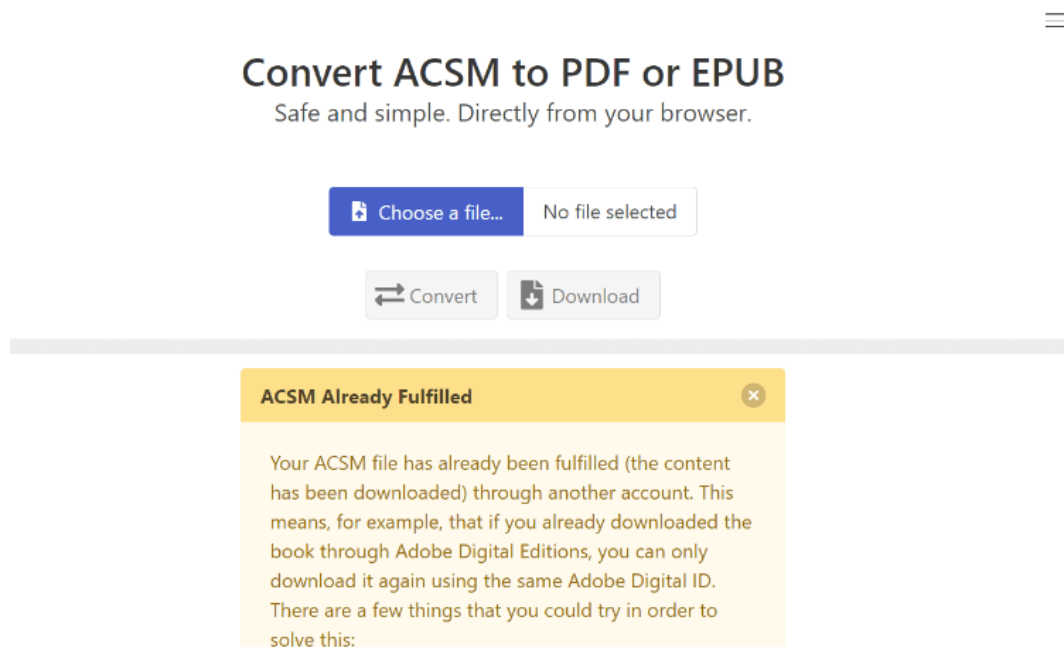 Convert ACSM to PDF or EPUB
Safe and simple. Directly from your browser.
Choose a file...
No file selected
Convert
Download
ACSM Already Fulfilled
Your ACSM file has already been fulfilled (the content
has been downloaded) through another account. This
means, for example, that if you already downloaded the
book through Adobe Digital Editions, you can only
download it again using the same Adobe Digital ID.
There are a few things that you could try in order to
solve this: